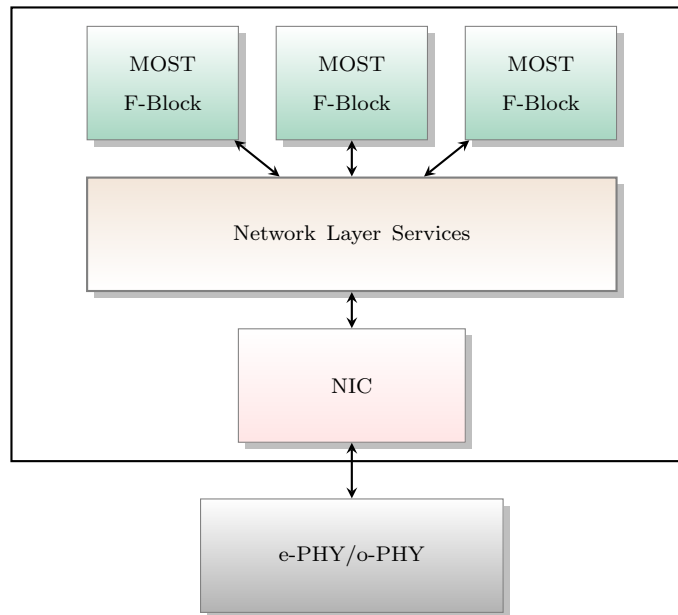 MOST
F-Block
MOST
F-Block
MOST
F-Block
Network Layer Services
NIC
e-PHY/o-PHY